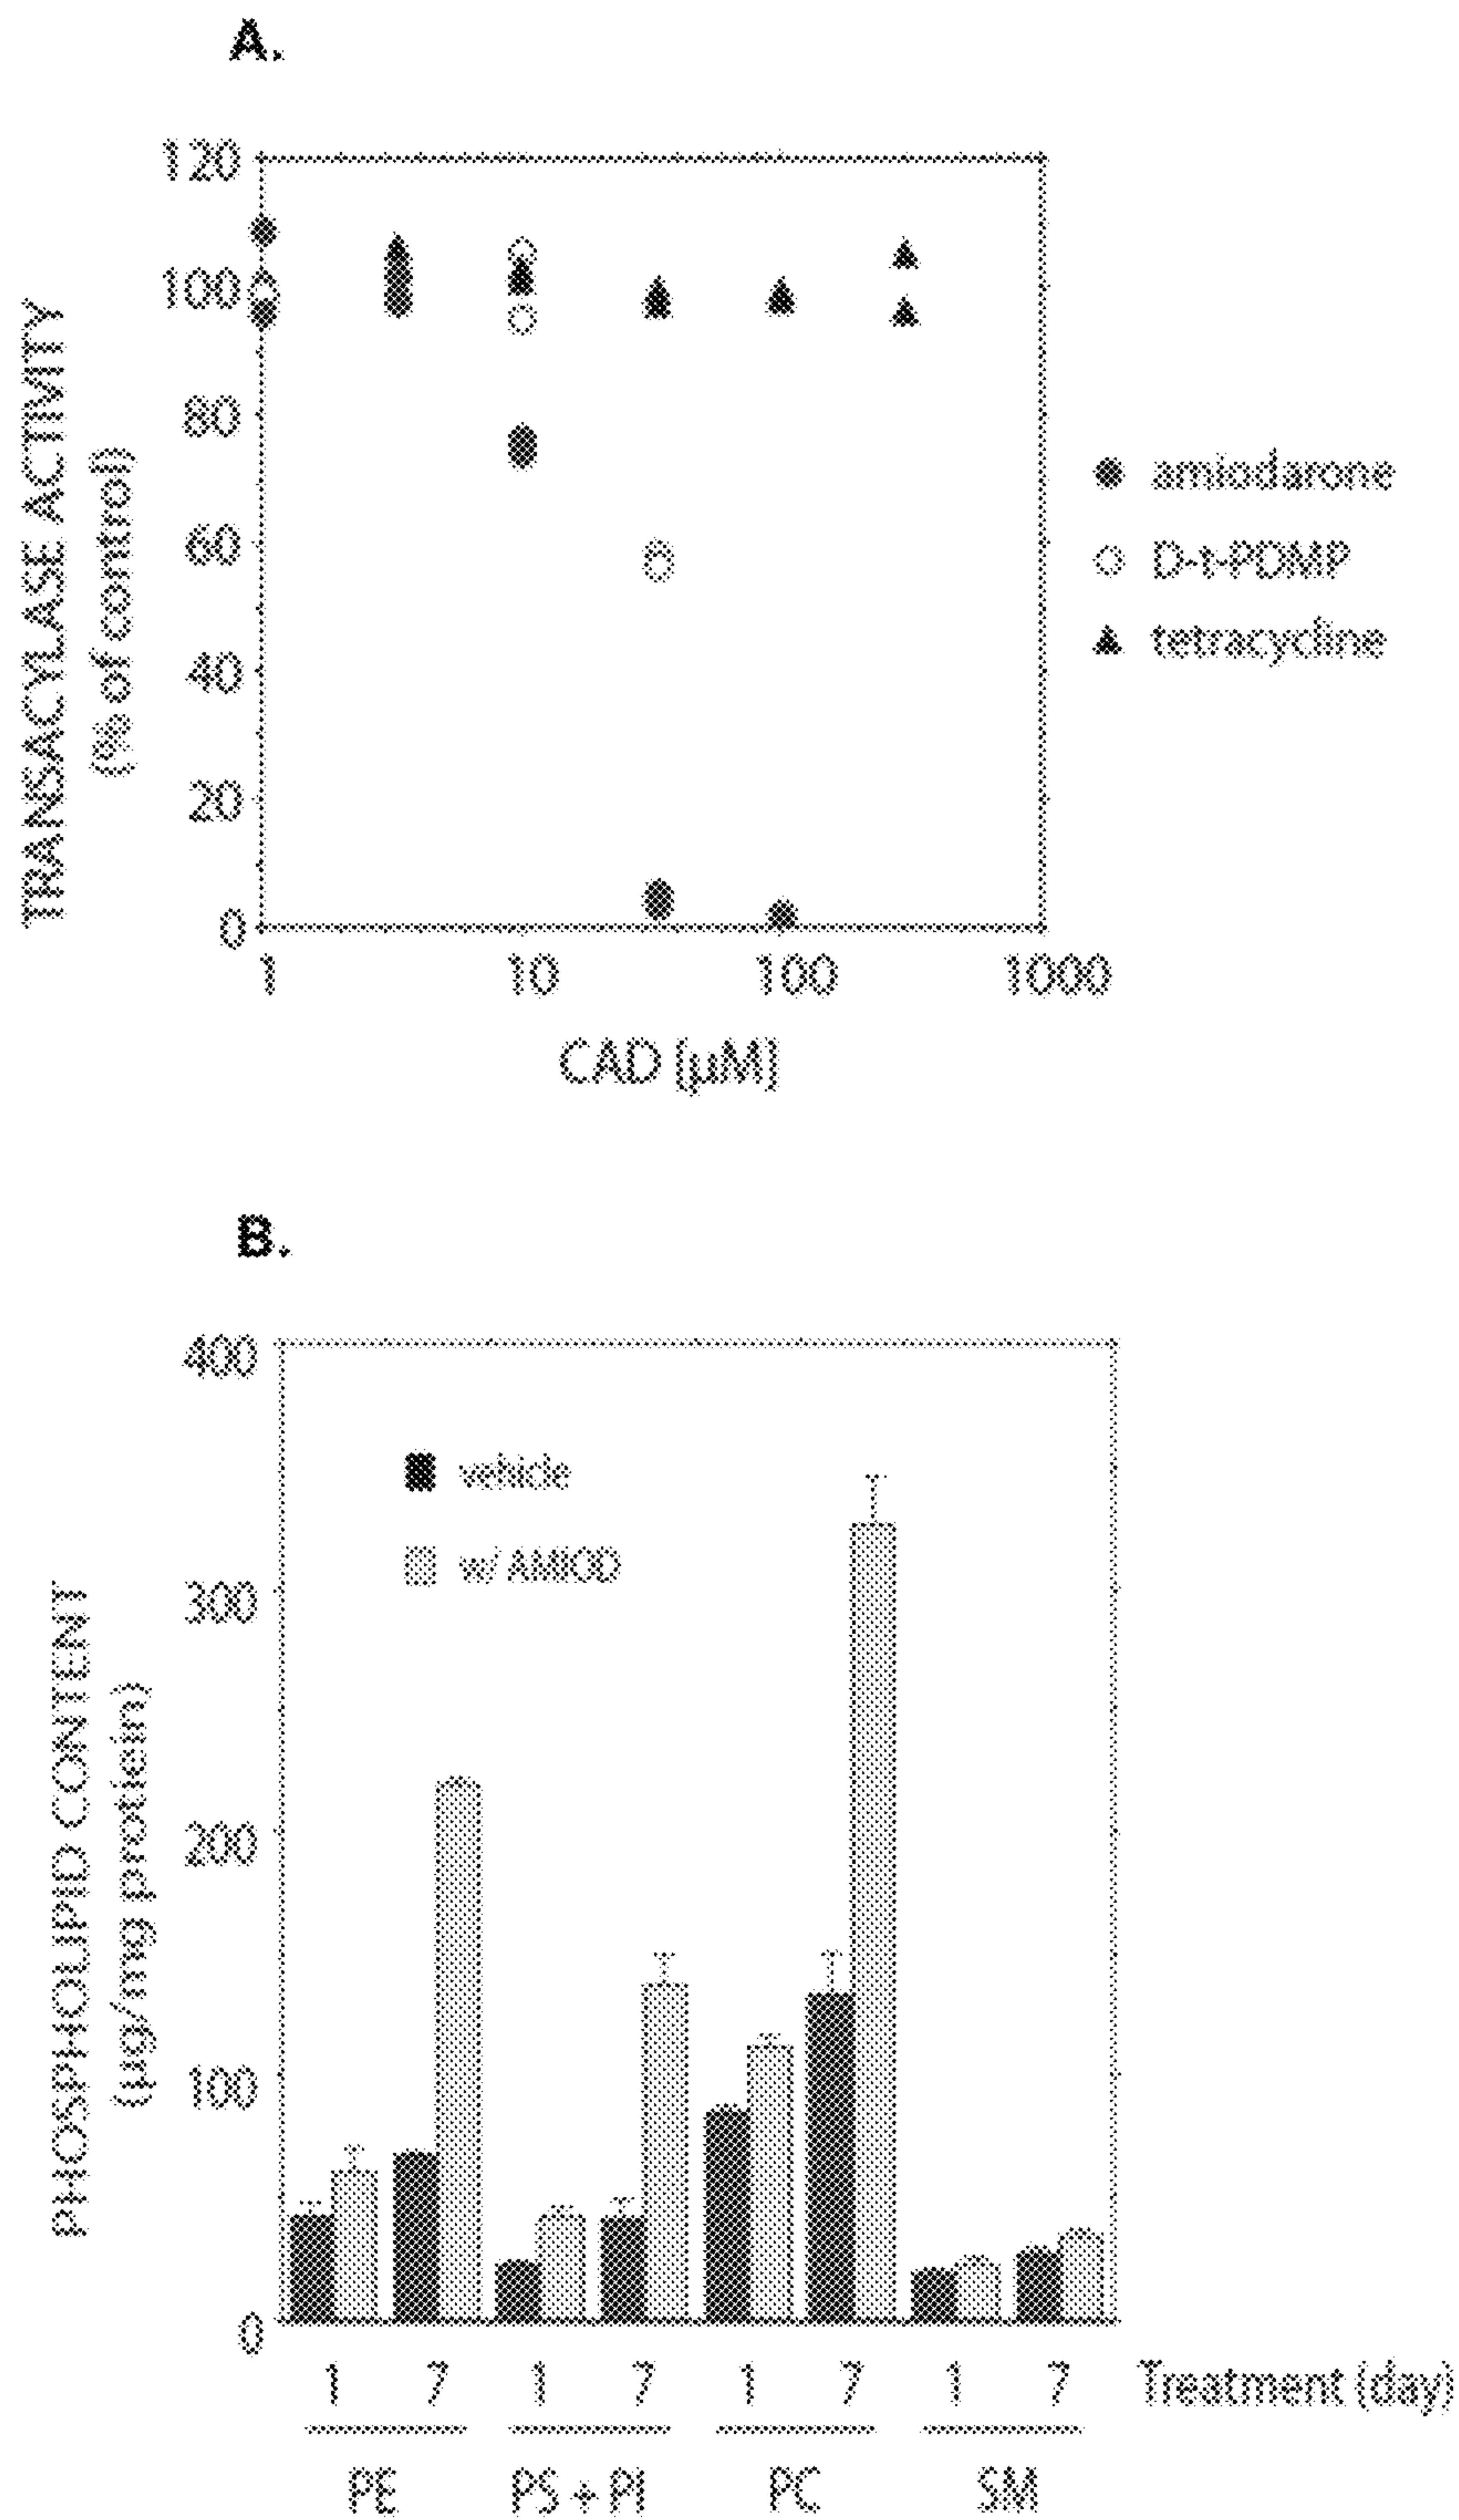 A.
120
100
80
60
40
20
0
TRANSACYLASE ACTIVITY
(% of control)
1 10 100 1000
CAD [µM]
amiodarone
D-t-PDMP
tetracycline
B.
400
300
200
100
0
PHOSPHOLIPID CONTENT
(µg/mg protien)
vehicle
w/ AMIOD
1 7 1 7 1 7 1 7 Treatment (day)
PE PS + PI PC SM